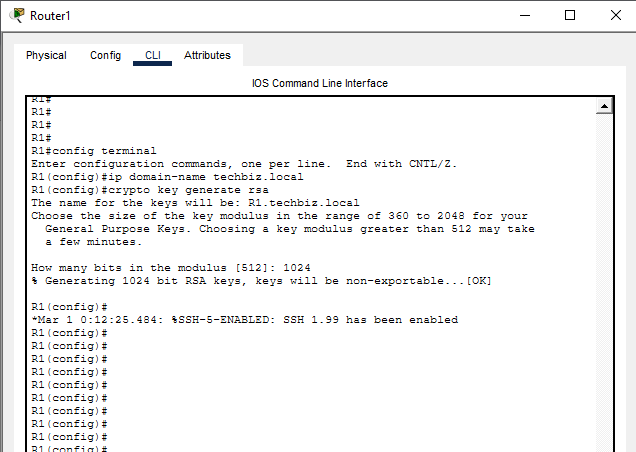 Router1
Physical Config CLI Attributes
IOS Command Line Interface
R1#
R1#
R1#
R1#
R1#config terminal
Enter configuration commands, one per line.  End with CNTL/Z.
R1(config)#ip domain-name techbiz.local
R1(config)#crypto key generate rsa
The name for the keys will be: R1.techbiz.local
Choose the size of the key modulus in the range of 360 to 2048 for your
  General Purpose Keys. Choosing a key modulus greater than 512 may take
  a few minutes.
How many bits in the modulus [512]: 1024
% Generating 1024 bit RSA keys, keys will be non-exportable...[OK]
R1(config)#
*Mar 1 0:12:25.484: %SSH-5-ENABLED: SSH 1.99 has been enabled
R1(config)#
R1(config)#
R1(config)#
R1(config)#
R1(config)#
R1(config)#
R1(config)#
R1(config)#
R1(config)#
R1(config)#